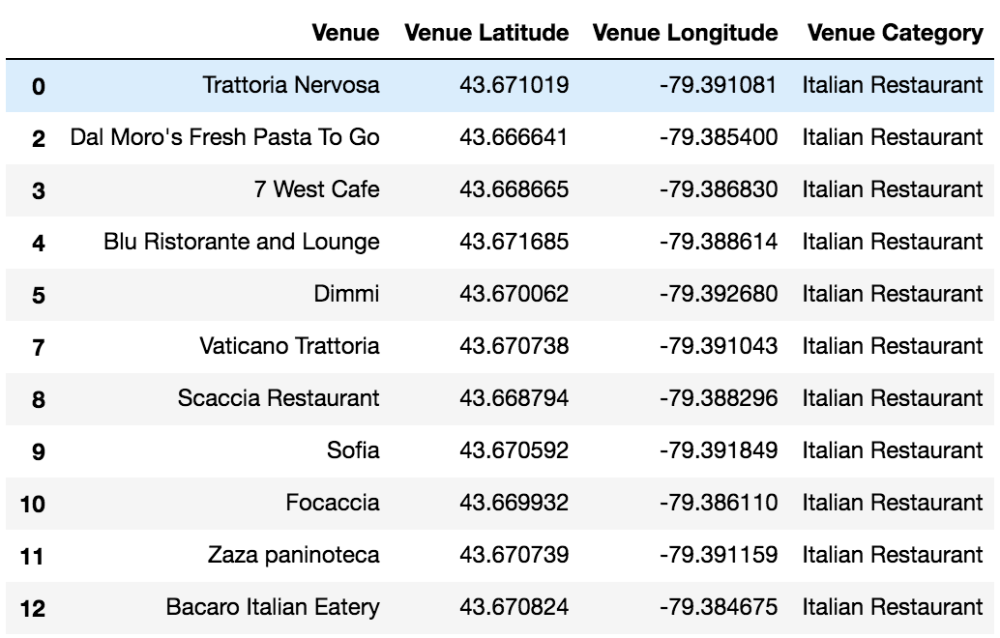 Venue Venue Latitude Venue Longitude Venue Category
0 Trattoria Nervosa 43.671019 -79.391081 Italian Restaurant
2 Dal Moro's Fresh Pasta To Go 43.666641 -79.385400 Italian Restaurant
3 7 West Cafe 43.668665 -79.386830 Italian Restaurant
4 Blu Ristorante and Lounge 43.671685 -79.388614 Italian Restaurant
5 Dimmi 43.670062 -79.392680 Italian Restaurant
7 Vaticano Trattoria 43.670738 -79.391043 Italian Restaurant
8 Scaccia Restaurant 43.668794 -79.388296 Italian Restaurant
9 Sofia 43.670592 -79.391849 Italian Restaurant
10 Focaccia 43.669932 -79.386110 Italian Restaurant
11 Zaza paninoteca 43.670739 -79.391159 Italian Restaurant
12 Bacaro Italian Eatery 43.670824 -79.384675 Italian Restaurant